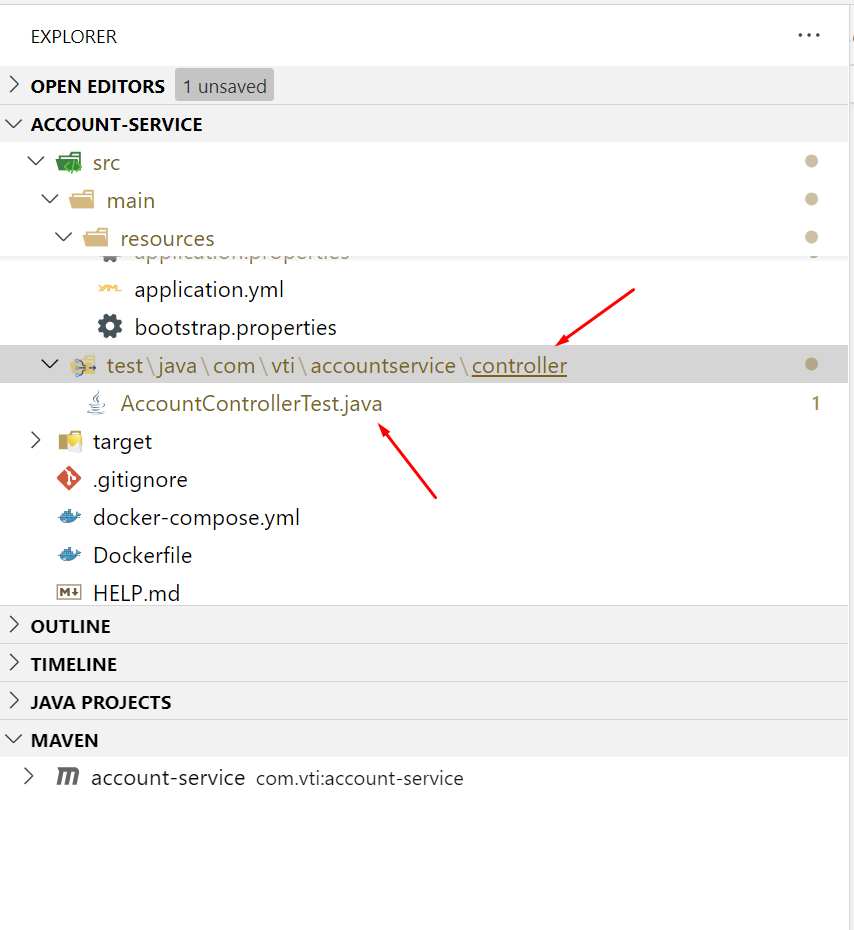 EXPLORER ...
OPEN EDITORS 1 unsaved
ACCOUNT-SERVICE
src
main
resources
application.properties
application.yml
bootstrap.properties
test\java\com\vti\accountservice\controller
AccountControllerTest.java 1
target
.gitignore
docker-compose.yml
Dockerfile
HELP.md
OUTLINE
TIMELINE
JAVA PROJECTS
MAVEN
account-service com.vti:account-service